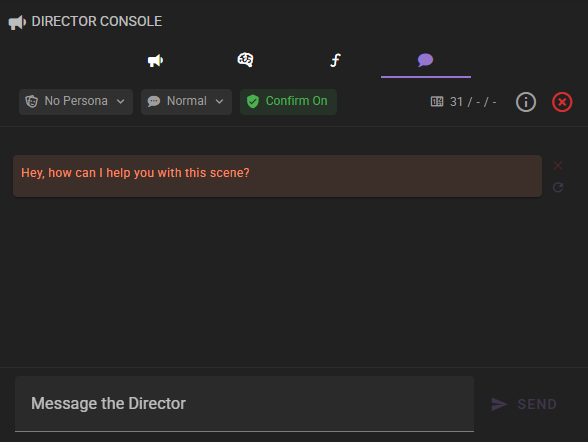 DIRECTOR CONSOLE
No Persona
Normal
Confirm On
31 / - / -
Hey, how can I help you with this scene?
Message the Director
SEND